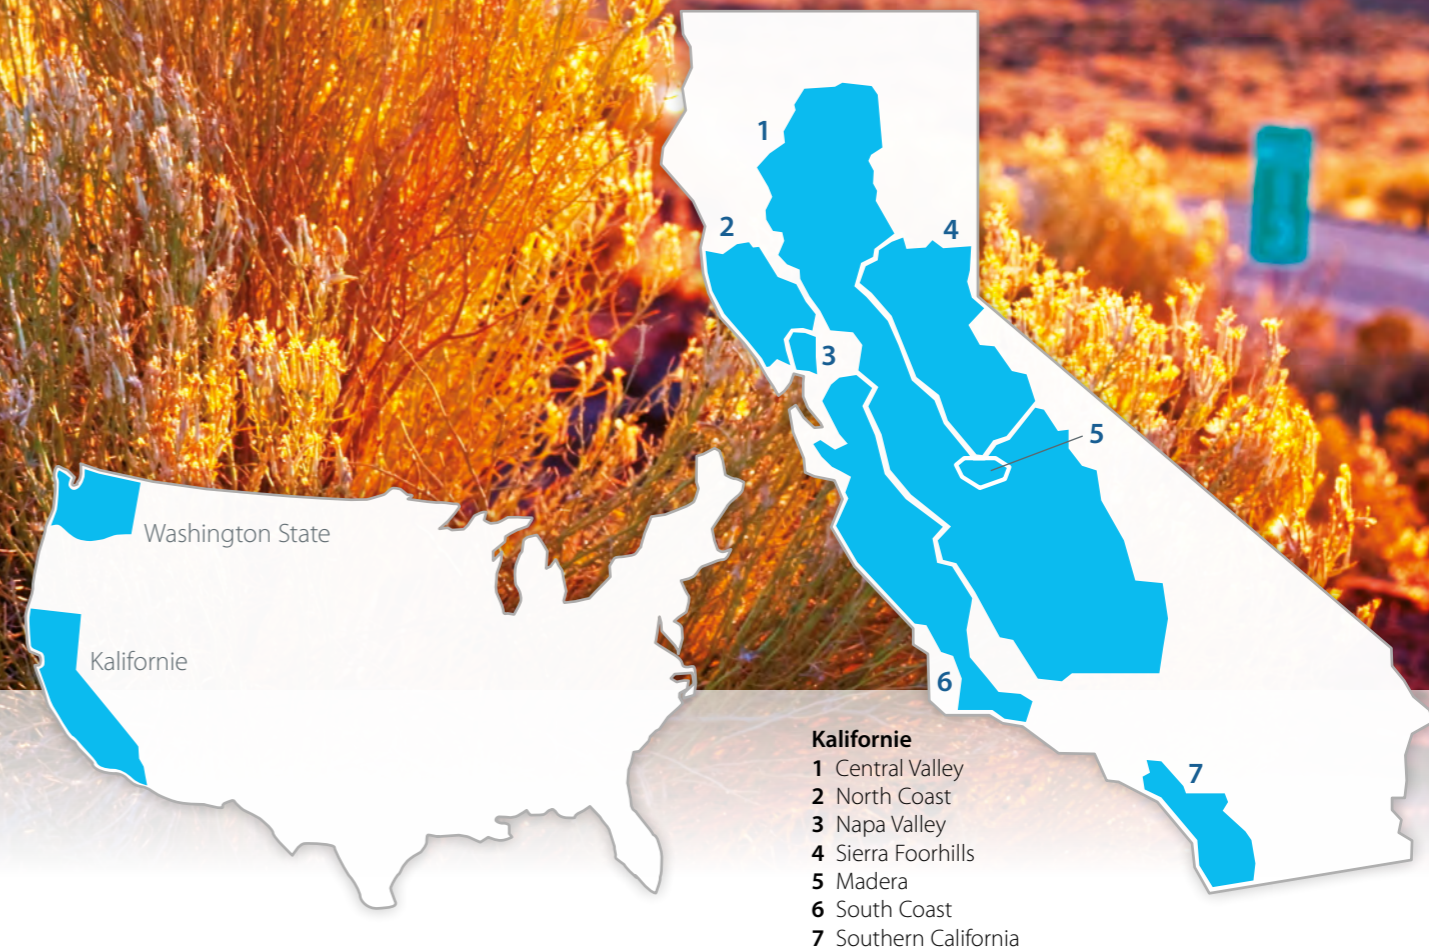 1
2
4
3
5
Washington State
Kalifornie
6
7
Kalifornie
1 Central Valley
2 North Coast
3 Napa Valley
4 Sierra Foorhills
5 Madera
6 South Coast
7 Southern California